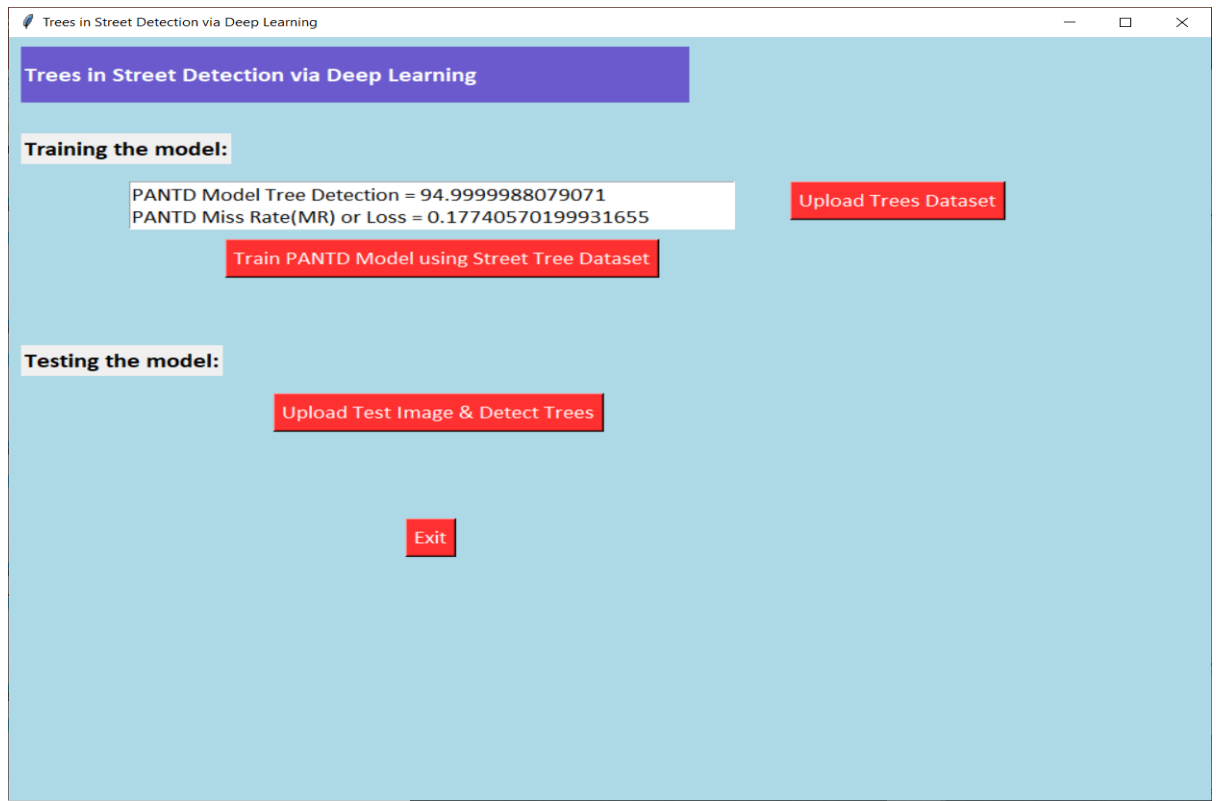 Trees in Street Detection via Deep Learning
Trees in Street Detection via Deep Learning
Training the model:
PANTD Model Tree Detection = 94.9999988079071
PANTD Miss Rate(MR) or Loss = 0.17740570199931655
Upload Trees Dataset
Train PANTD Model using Street Tree Dataset
Testing the model:
Upload Test Image & Detect Trees
Exit